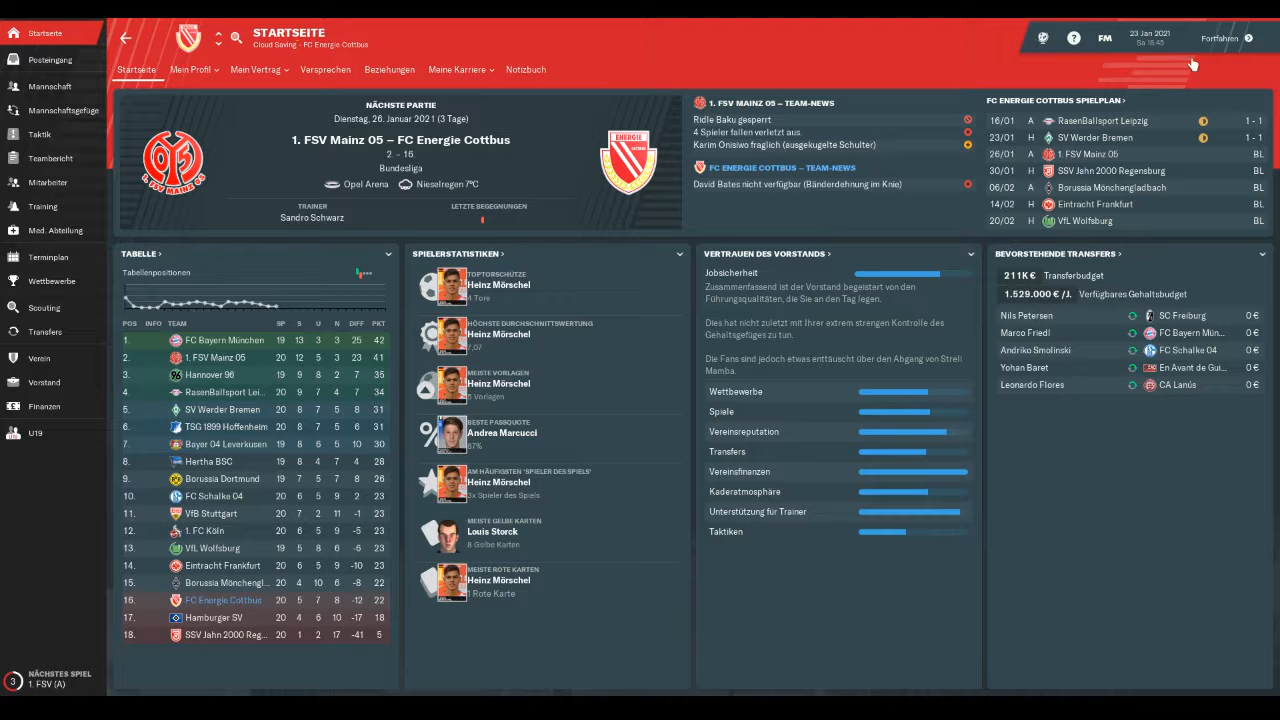 Startseite
Posteingang
Mannschaft
Mannschaftsgefüge
Taktik
Teambericht
Mitarbeiter
Training
Med. Abteilung
Terminplan
Wettbewerbe
Scouting
Transfers
Verein
Vorstand
Finanzen
U19 U19
3 NÄCHSTES SPIEL
1. FSV (A)
STARTSEITE
Cloud Saving - FC Energie Cottbus
? FM 23 Jan 2021 Fortfahren
Sa 18.45
Startseite Mein Profil Mein Vertrag Versprechen Beziehungen Meine Karriere Notizbuch
NÄCHSTE PARTIE
Dienstag, 26. Januar 2021 (3 Tage)
1. FSV Mainz 05 – FC Energie Cottbus
2. – 16.
Bundesliga
Opel Arena Nieselregen 7ºC
TRAINER LETZTE BEGEGNUNGEN
Sandro Schwarz
1. FSV MAINZ 05 – TEAM-NEWS
Ridle Baku gesperrt
4 Spieler fallen verletzt aus.
Karim Onisiwo fraglich (ausgekugelte Schulter)
FC ENERGIE COTTBUS – TEAM-NEWS
David Bates nicht verfügbar (Bänderdehnung im Knie)
FC ENERGIE COTTBUS SPIELPLAN ›
16/01 A RasenBallsport Leipzig 1 - 1
23/01 H SV Werder Bremen 1 - 1
26/01 A 1. FSV Mainz 05 BL
30/01 H SSV Jahn 2000 Regensburg BL
06/02 A Borussia Mönchengladbach BL
14/02 H Eintracht Frankfurt BL
20/02 H VfL Wolfsburg BL
TABELLE ›
Tabellenpositionen
POS INFO TEAM SP S U N DIFF PKT
1. FC Bayern München 19 13 3 3 25 42
2. 1. FSV Mainz 05 20 12 5 3 23 41
3. Hannover 96 19 9 8 2 7 35
4. RasenBallsport Lei... 20 9 7 4 7 34
5. SV Werder Bremen 20 8 7 5 8 31
6. TSG 1899 Hoffenheim 20 8 7 5 6 31
7. Bayer 04 Leverkusen 19 8 6 5 10 30
8. Hertha BSC 19 8 4 7 4 28
9. Borussia Dortmund 19 7 5 7 8 26
10. FC Schalke 04 20 6 5 9 2 23
11. VfB Stuttgart 20 7 2 11 -1 23
12. 1. FC Köln 20 6 5 9 -5 23
13. VfL Wolfsburg 19 5 8 6 -6 23
14. Eintracht Frankfurt 20 6 5 9 -10 23
15. Borussia Möncheng|... 20 4 10 6 -8 22
16. FC Energie Cottbus 20 5 7 8 -12 22
17. Hamburger SV 20 4 6 10 -17 18
18. SSV Jahn 2000 Reg... 20 1 2 17 -41 5
SPIELERSTATISTIKEN ›
TOPTORSCHÜTZE
Heinz Mörschel
4 Tore
HÖCHSTE DURCHSCHNITTSWERTUNG
Heinz Mörschel
7,07
MEISTE VORLAGEN
Heinz Mörschel
5 Vorlagen
BESTE PASSQUOTE
Andrea Marcucci
87%
AM HÄUFIGSTEN 'SPIELER DES SPIELS'
Heinz Mörschel
3x Spieler des Spiels
MEISTE GELBE KARTEN
Louis Storck
8 Gelbe Karten
MEISTE ROTE KARTEN
Heinz Mörschel
1 Rote Karte
VERTRAUEN DES VORSTANDS ›
Jobsicherheit
Zusammenfassend ist der Vorstand begeistert von den
Führungsqualitäten, die Sie an den Tag legen.
Dies hat nicht zuletzt mit Ihrer extrem strengen Kontrolle des
Gehaltsgefüges zu tun.
Die Fans sind jedoch etwas enttäuscht über den Abgang von Streli
Mamba.
Wettbewerbe
Spiele
Vereinsreputation
Transfers
Vereinsfinanzen
Kaderatmosphäre
Unterstützung für Trainer
Taktiken
BEVORSTEHENDE TRANSFERS ›
211K € Transferbudget
1.529.000 € /J. Verfügbares Gehaltsbudget
Nils Petersen SC Freiburg 0 €
Marco Friedl FC Bayern Mün... 0 €
Andriko Smolinski FC Schalke 04 0 €
Yohan Baret En Avant de Gui... 0 €
Leonardo Flores CA Lanús 0 €